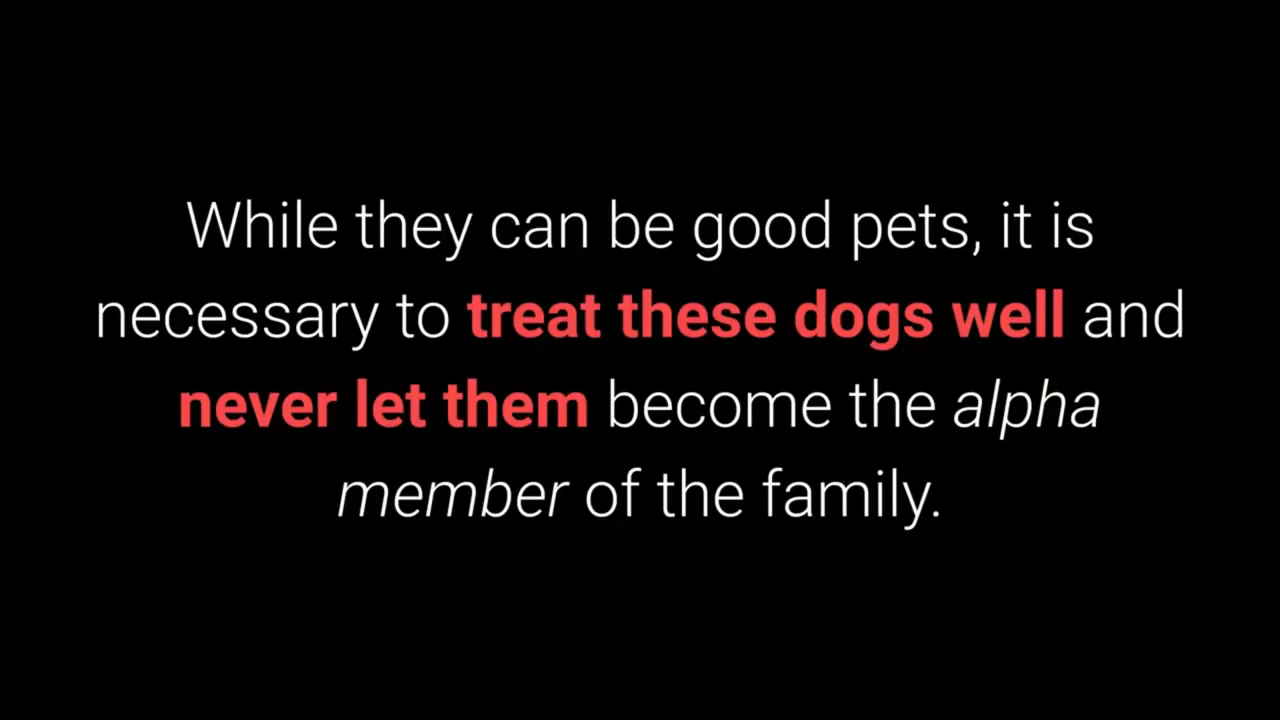 While they can be good pets, it is
necessary to treat these dogs well and
never let them become the alpha
member of the family.